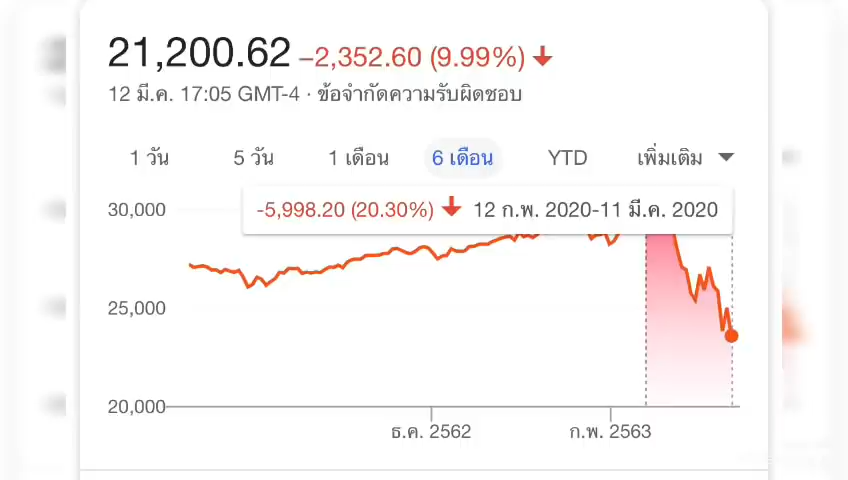 21,200.62 –2,352.60 (9.99%) ↓
12 มี.ค. 17:05 GMT-4 · ข้อจำกัดความรับผิดชอบ
1 วัน 5 วัน 1 เดือน 6 เดือน YTD เพิ่มเติม
-5,998.20 (20.30%) ↓ 12 ก.พ. 2020-11 มี.ค. 2020
30,000
25,000
20,000
ธ.ค. 2562 ก.พ. 2563